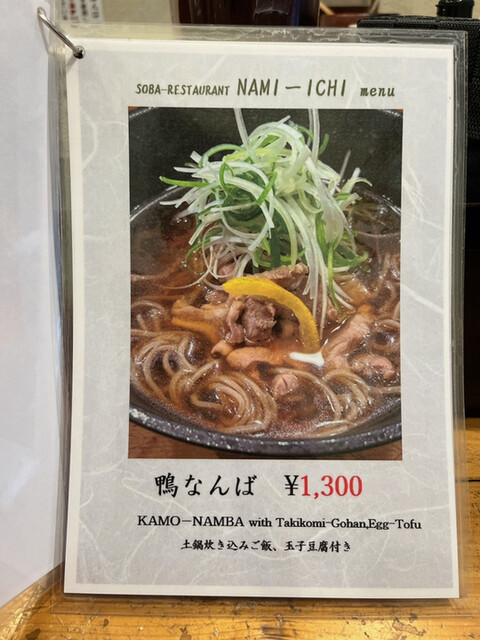 SOBA-RESTAURANT NAMI-ICHI menu
鴨なんば ¥1,300
KAMO-NAMBA with Takikomi-Gohan,Egg-Tofu
土鍋炊き込みご飯、玉子豆腐付き